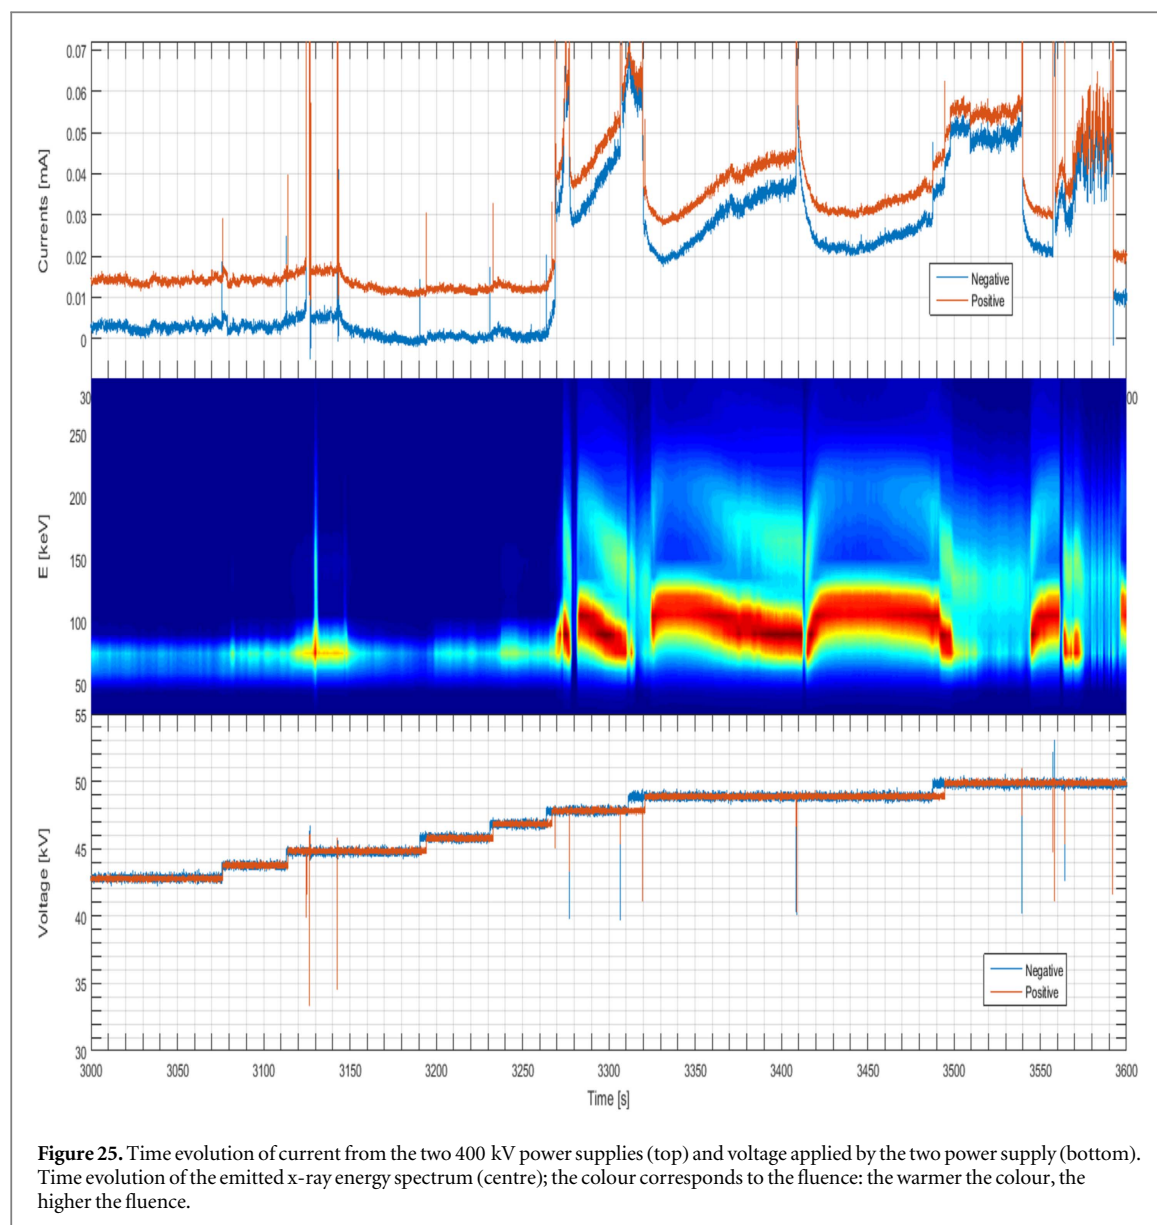 0.07
0.06
0.05
0.04
0.03
0.02
0.01
0
Currents [mA]
Negative
Positive
30
00
250
200
150
100
50
55
E [keV]
50
45
40
35
30
Voltage [kV]
Negative
Positive
3000 3050 3100 3150 3200 3250 3300 3350 3400 3450 3500 3550 3600
Time [s]
Figure 25. Time evolution of current from the two 400 kV power supplies (top) and voltage applied by the two power supply (bottom).
Time evolution of the emitted x-ray energy spectrum (centre); the colour corresponds to the fluence: the warmer the colour, the
higher the fluence.